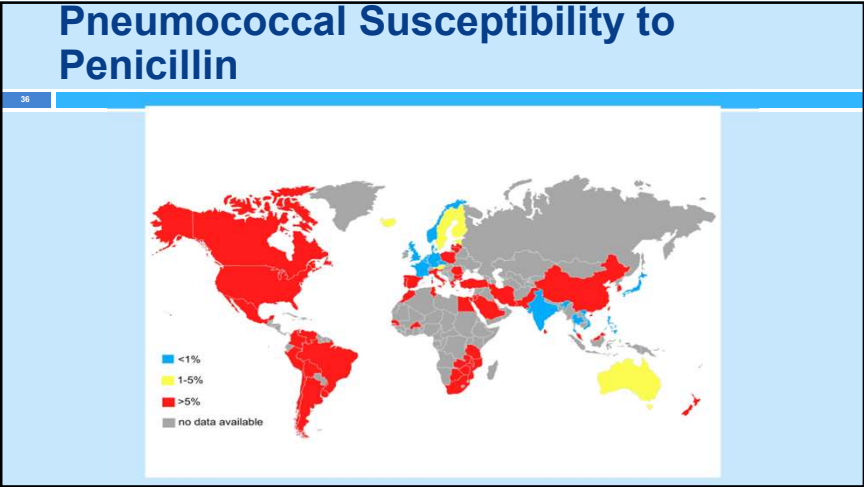 Pneumococcal Susceptibility to
Penicillin
36
<1%
1-5%
>5%
no data available